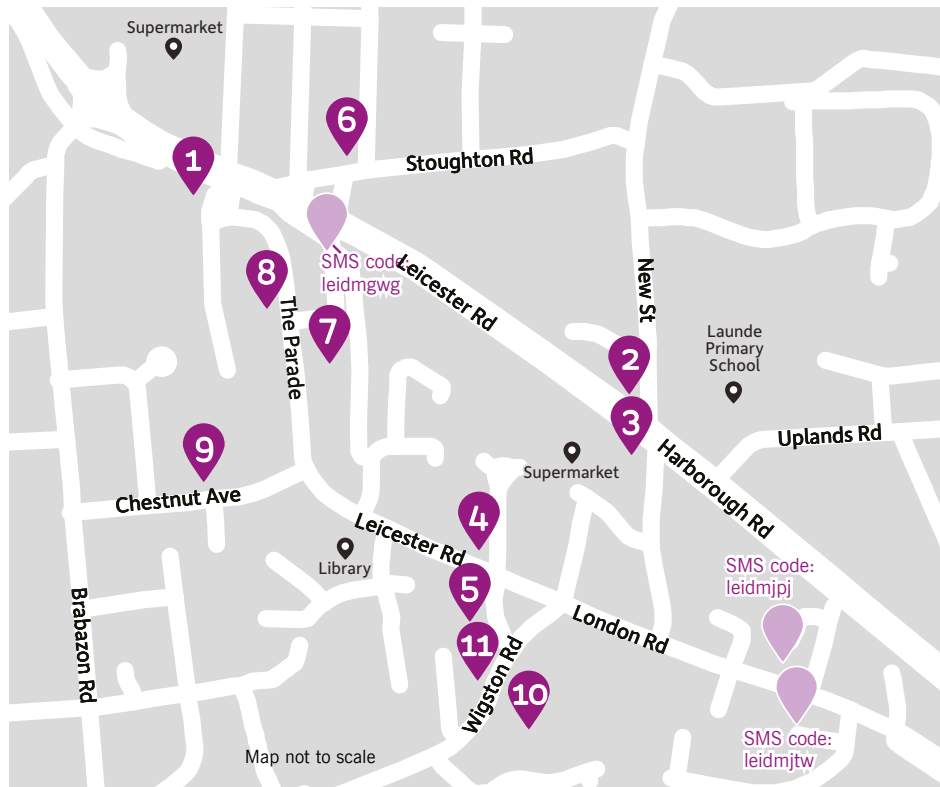 Supermarket
6
Stoughton Rd
1
SMS code:
leidmgwg
Leicester Rd
8
New St
The Parade
7
Launde
Primary
School
2
3
Uplands Rd
9
Supermarket
Harborough Rd
Chestnut Ave
4
Leicester Rd
Library
SMS code:
leidmjpj
5
Brabazon Rd
London Rd
11
Wigston Rd
10
SMS code:
leidmjtw
Map not to scale